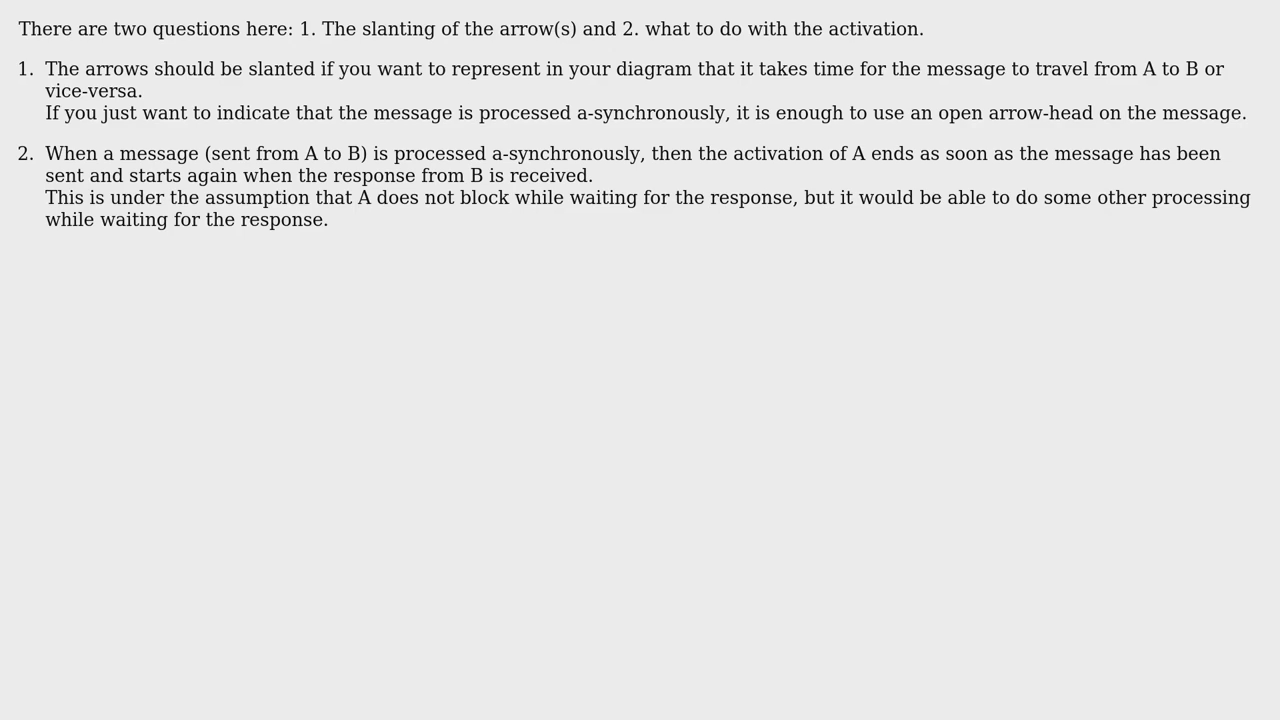 There are two questions here: 1. The slanting of the arrow(s) and 2. what to do with the activation.
1. The arrows should be slanted if you want to represent in your diagram that it takes time for the message to travel from A to B or
vice-versa.
If you just want to indicate that the message is processed a-synchronously, it is enough to use an open arrow-head on the message.
2. When a message (sent from A to B) is processed a-synchronously, then the activation of A ends as soon as the message has been
sent and starts again when the response from B is received.
This is under the assumption that A does not block while waiting for the response, but it would be able to do some other processing
while waiting for the response.